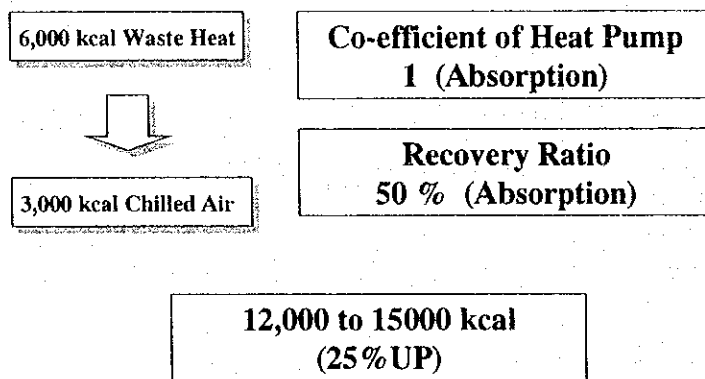 6,000 kcal Waste Heat
Co-efficient of Heat Pump
1 (Absorption)
Recovery Ratio
50 % (Absorption)
3,000 kcal Chilled Air
12,000 to 15000 kcal
(25%UP)